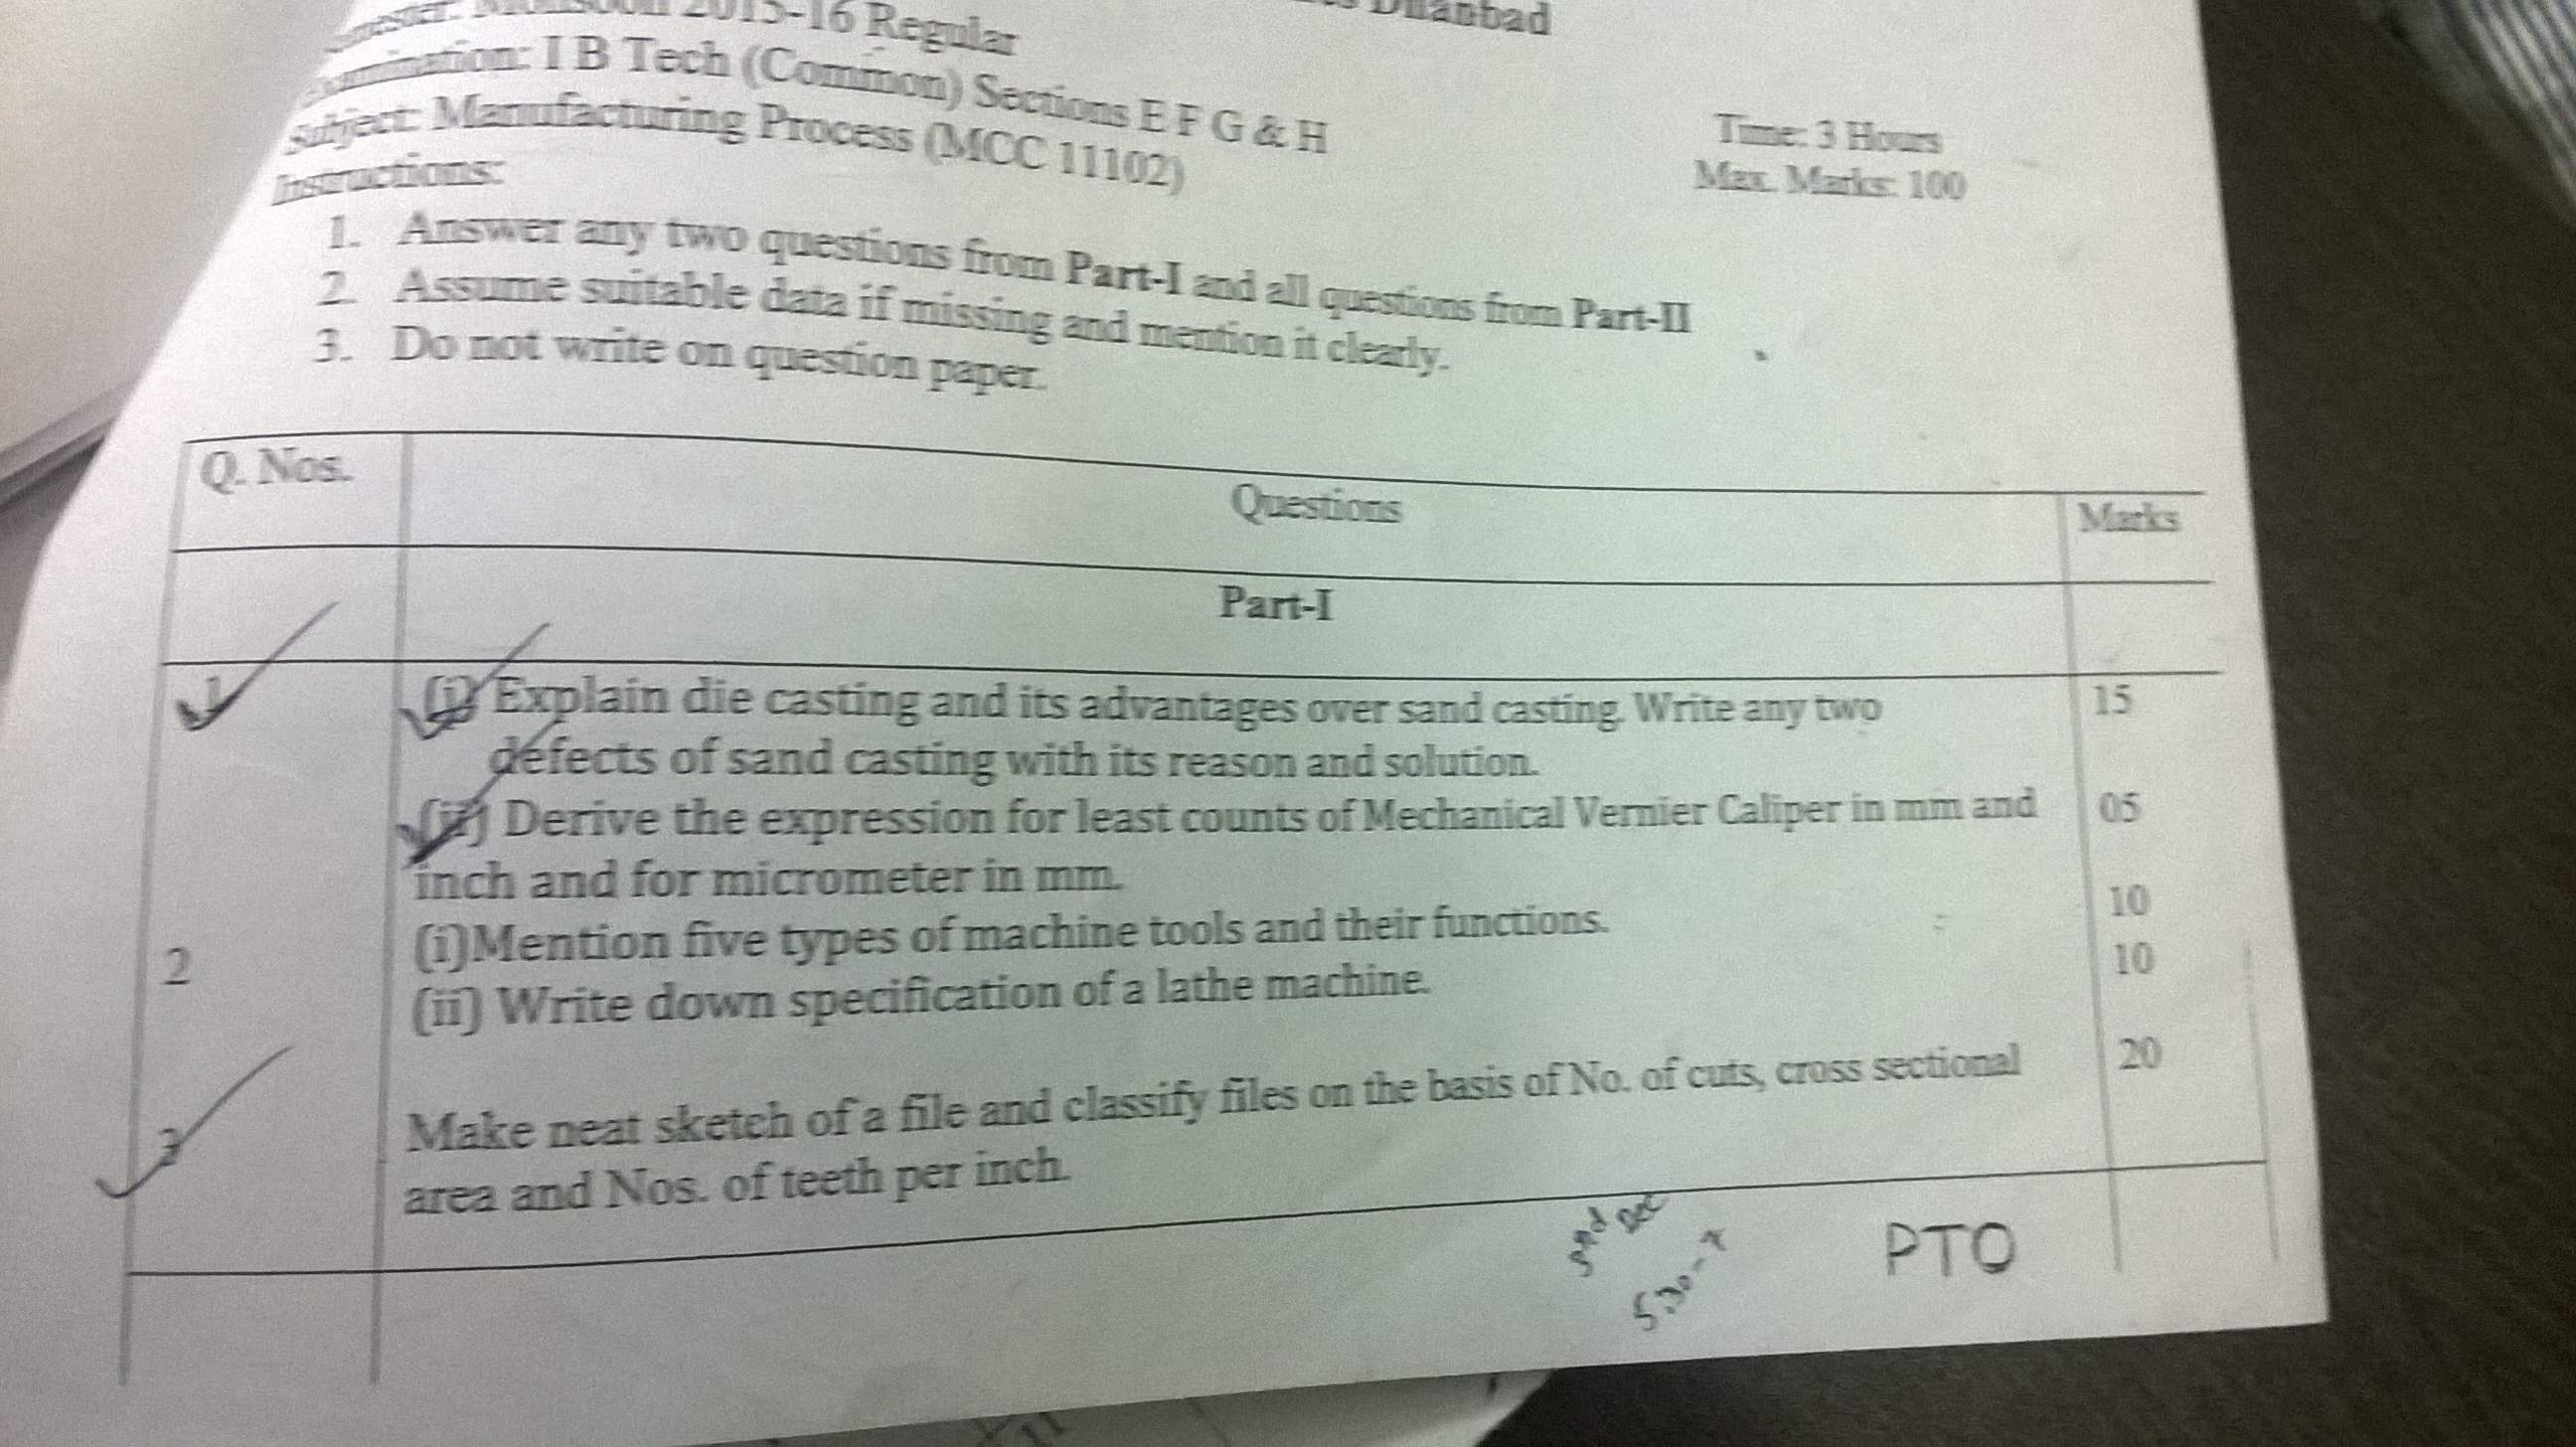 Dhanbad
Monsoon 2015-16 Regular
Examination: I B Tech (Common) Sections E F G & H
Subject: Manufacturing Process (MCC 11102)
Time: 3 Hours
Max. Marks: 100
Instructions:
1. Answer any two questions from Part-I and all questions from Part-II
2. Assume suitable data if missing and mention it clearly.
3. Do not write on question paper.
Q. Nos. Questions Marks
Part-I
1 (i) Explain die casting and its advantages over sand casting. Write any two 15
defects of sand casting with its reason and solution.
(ii) Derive the expression for least counts of Mechanical Vernier Caliper in mm and 05
inch and for micrometer in mm.
2 (i)Mention five types of machine tools and their functions. 10
(ii) Write down specification of a lathe machine. 10
3 Make neat sketch of a file and classify files on the basis of No. of cuts, cross sectional 20
area and Nos. of teeth per inch.
Dec
5:30-7
PTO